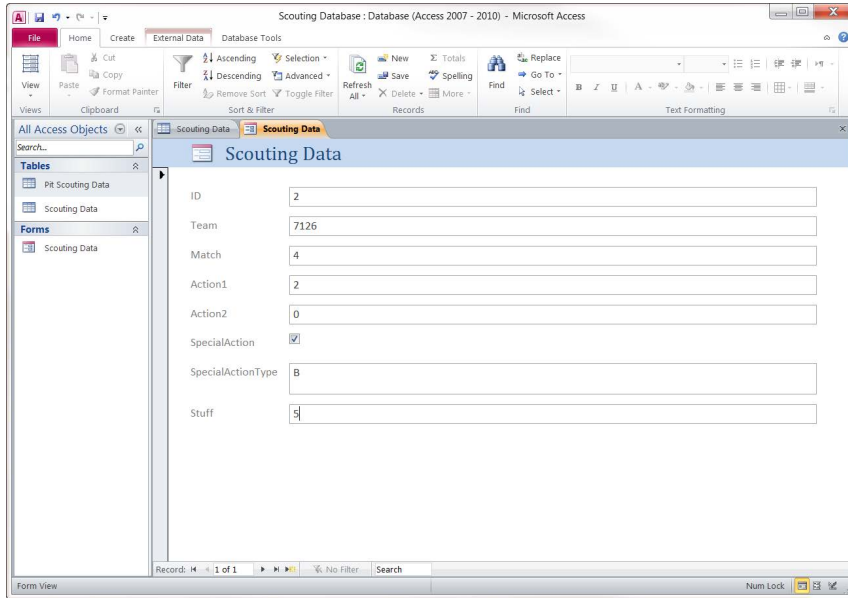 Scouting Database : Database (Access 2007 - 2010) - Microsoft Access
File Home Create External Data Database Tools
View
Views
Paste
Cut
Copy
Format Painter
Clipboard
Filter
Ascending
Descending
Remove Sort
Selection
Advanced
Toggle Filter
Sort & Filter
Refresh All
New
Save
Delete
Totals
Spelling
More
Records
Find
Replace
Go To
Select
Find
B I U A
Text Formatting
All Access Objects
Search...
Tables
Pit Scouting Data
Scouting Data
Forms
Scouting Data
Scouting Data Scouting Data
Scouting Data
ID 2
Team 7126
Match 4
Action1 2
Action2 0
SpecialAction
SpecialActionType B
Stuff 5
Record: 1 of 1 No Filter Search
Form View Num Lock